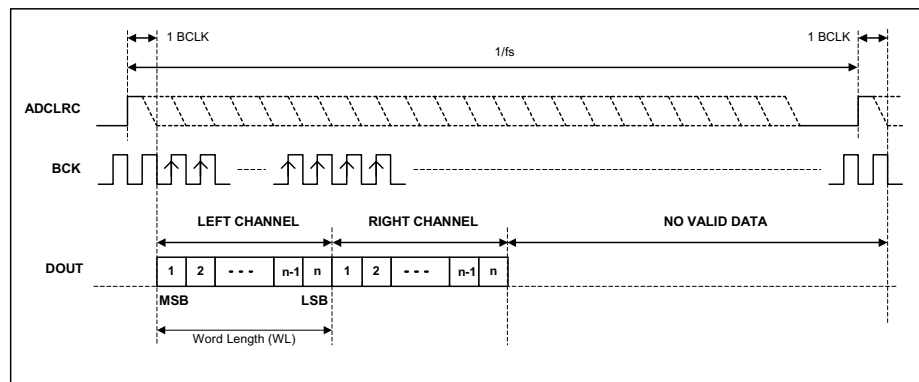 1 BCLK
1 BCLK
1/fs
ADCLRC
BCK
LEFT CHANNEL
RIGHT CHANNEL
NO VALID DATA
DOUT
1 2 - - - n-1 n 1 2 - - - n-1 n
MSB
LSB
Word Length (WL)